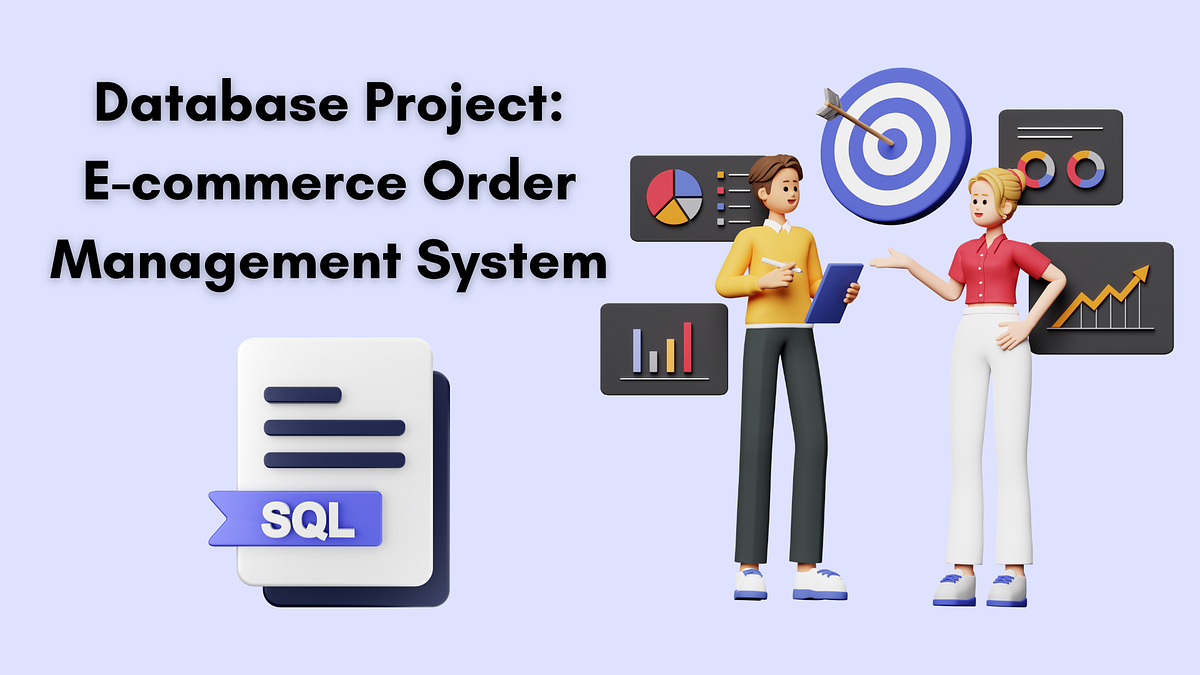 Database Project:
E-commerce Order
Management System
SQL